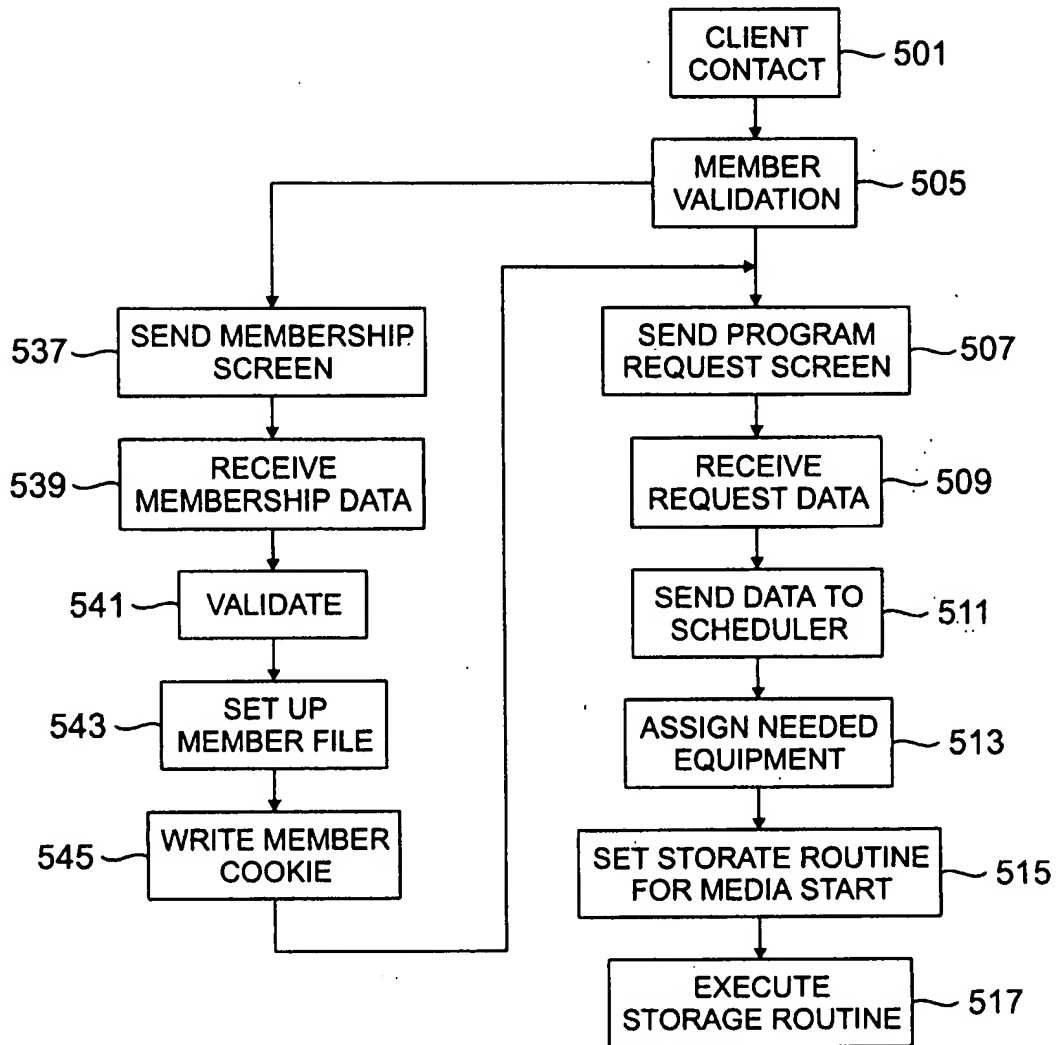 CLIENT
CONTACT
501
MEMBER
VALIDATION
505
SEND MEMBERSHIP
SCREEN
537
SEND PROGRAM
REQUEST SCREEN
507
RECEIVE
MEMBERSHIP DATA
539
RECEIVE
REQUEST DATA
509
VALIDATE
541
SEND DATA TO
SCHEDULER
511
SET UP
MEMBER FILE
543
ASSIGN NEEDED
EQUIPMENT
513
WRITE MEMBER
COOKIE
545
SET STORATE ROUTINE
FOR MEDIA START
515
EXECUTE
STORAGE ROUTINE
517